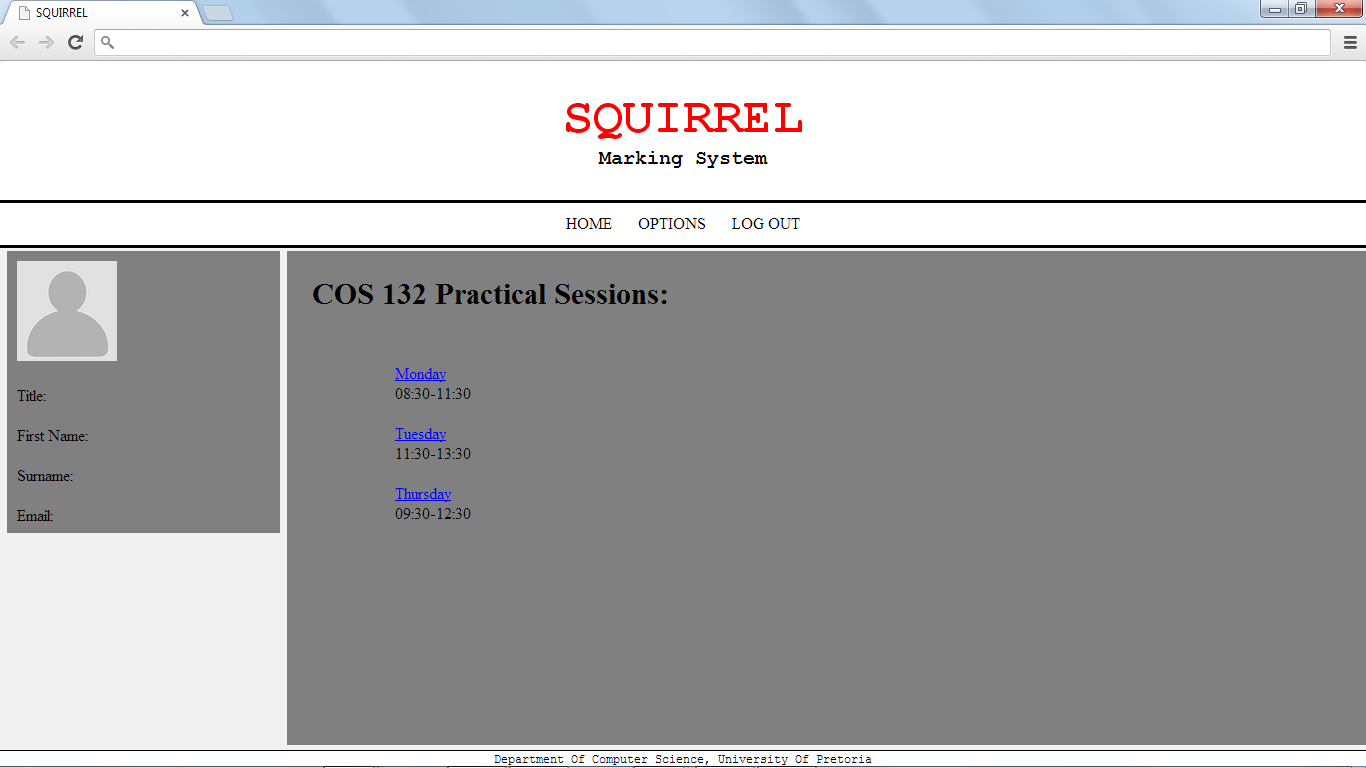 SQUIRREL
SQUIRREL
Marking System
HOME OPTIONS LOG OUT
Title:
First Name:
Surname:
Email:
COS 132 Practical Sessions:
Monday
08:30-11:30
Tuesday
11:30-13:30
Thursday
09:30-12:30
Department Of Computer Science, University Of Pretoria